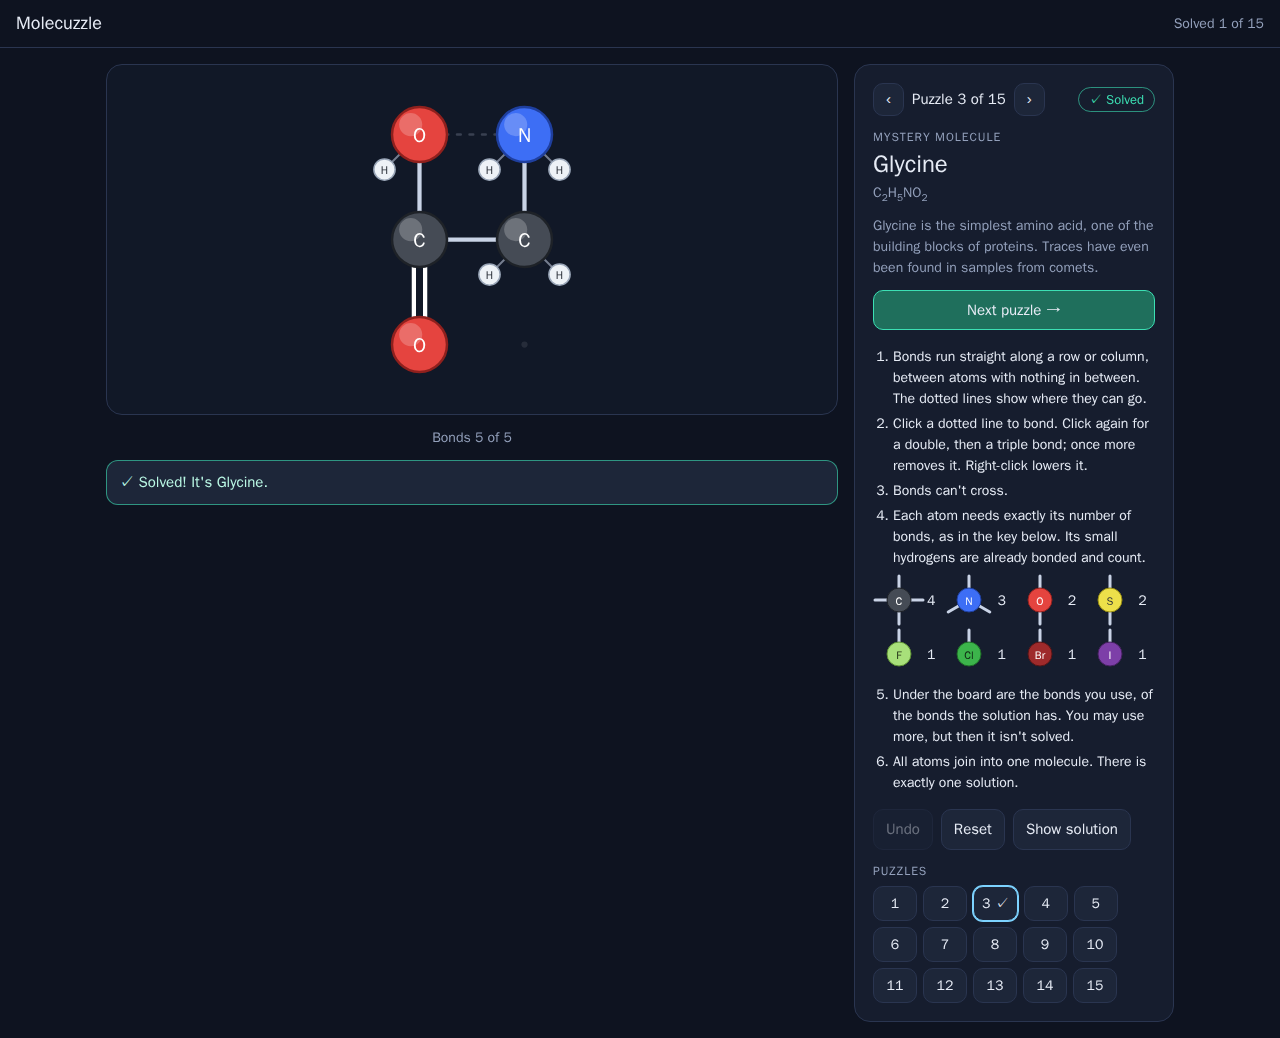 Molecuzzle
Solved 1 of 15
O
N
H
H
H
C
C
H
H
O
Bonds 5 of 5
✓ Solved! It's Glycine.
‹
Puzzle 3 of 15
›
✓ Solved
MYSTERY MOLECULE
Glycine
C₂H₅NO₂
Glycine is the simplest amino acid, one of the
building blocks of proteins. Traces have even
been found in samples from comets.
Next puzzle →
1. Bonds run straight along a row or column,
between atoms with nothing in between.
The dotted lines show where they can go.
2. Click a dotted line to bond. Click again for
a double, then a triple bond; once more
removes it. Right-click lowers it.
3. Bonds can't cross.
4. Each atom needs exactly its number of
bonds, as in the key below. Its small
hydrogens are already bonded and count.
C 4 N 3 O 2 S 2
F 1 Cl 1 Br 1 I 1
5. Under the board are the bonds you use, of
the bonds the solution has. You may use
more, but then it isn't solved.
6. All atoms join into one molecule. There is
exactly one solution.
Undo Reset Show solution
PUZZLES
1 2 3 ✓ 4 5
6 7 8 9 10
11 12 13 14 15